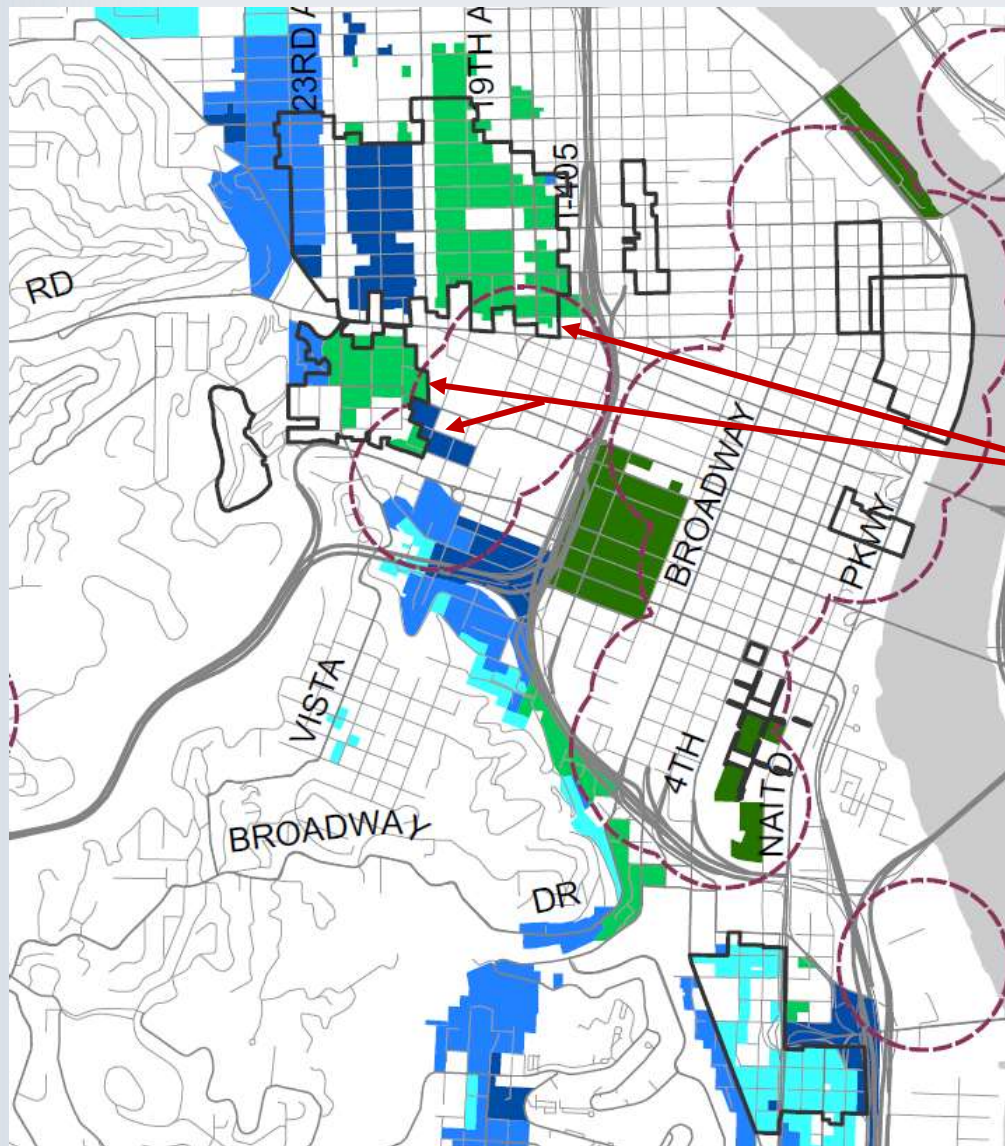 23RD A
19TH A
I-405
RD
BROADWAY
PKWY
VISTA
4TH
NAITO
BROADWAY
DR